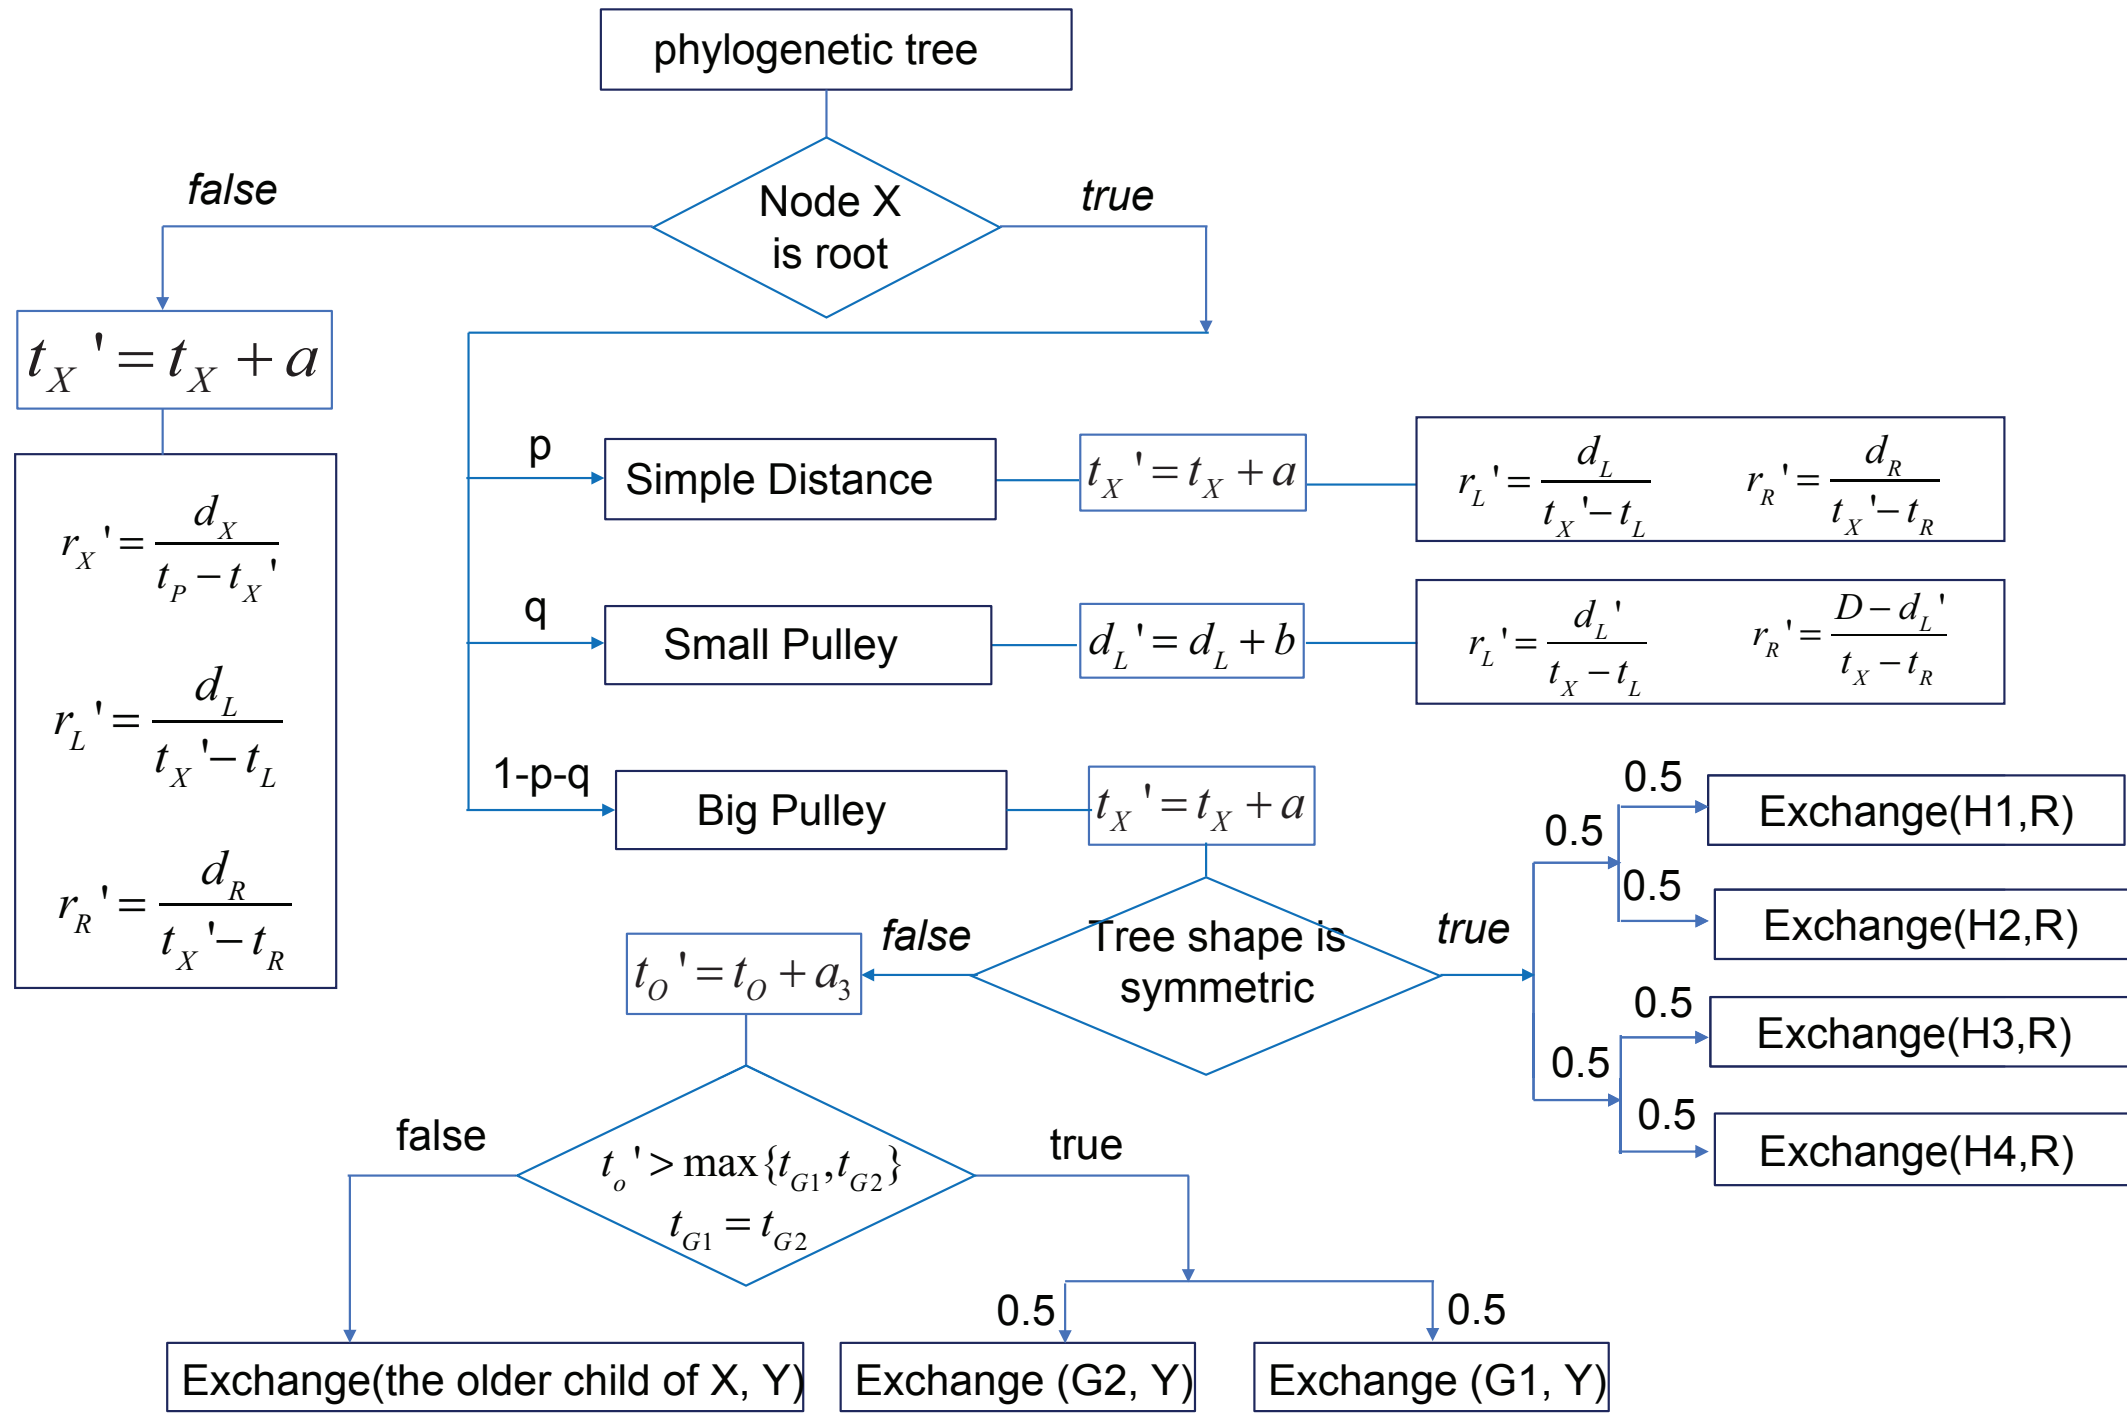 phylogenetic tree
Node X
is root
false
true
t_X' = t_X + a
r_X' = d_X / (t_P − t_X')
r_L' = d_L / (t_X' − t_L)
r_R' = d_R / (t_X' − t_R)
p
Simple Distance
t_X' = t_X + a
r_L' = d_L / (t_X' − t_L)
r_R' = d_R / (t_X' − t_R)
q
Small Pulley
d_L' = d_L + b
r_L' = d_L' / (t_X − t_L)
r_R' = (D − d_L') / (t_X − t_R)
1-p-q
Big Pulley
t_X' = t_X + a
Tree shape is
symmetric
false
true
0.5
0.5
Exchange(H1,R)
0.5
Exchange(H2,R)
0.5
0.5
Exchange(H3,R)
0.5
Exchange(H4,R)
t_O' = t_O + a_3
t_o' > max{t_G1, t_G2}
t_G1 = t_G2
false
true
Exchange(the older child of X, Y)
0.5
Exchange (G2, Y)
0.5
Exchange (G1, Y)